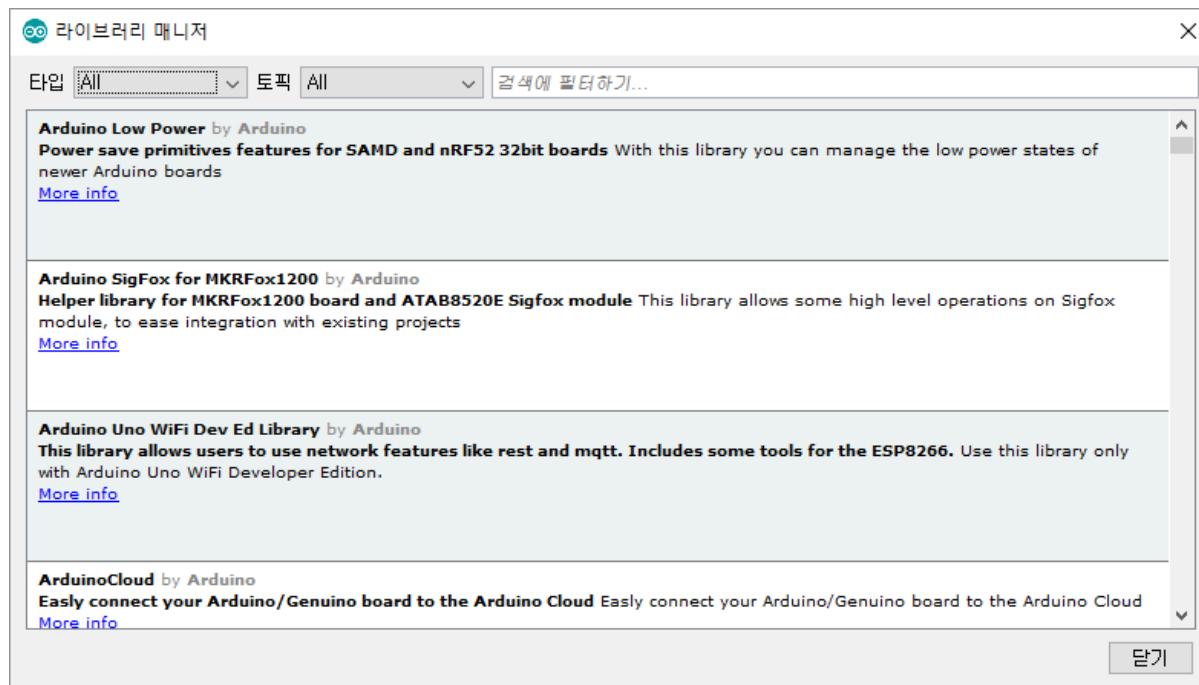 라이브러리 매니저
타입 All 토픽 All 검색에 필터하기...
Arduino Low Power by Arduino
Power save primitives features for SAMD and nRF52 32bit boards With this library you can manage the low power states of
newer Arduino boards
More info
Arduino SigFox for MKRFox1200 by Arduino
Helper library for MKRFox1200 board and ATAB8520E Sigfox module This library allows some high level operations on Sigfox
module, to ease integration with existing projects
More info
Arduino Uno WiFi Dev Ed Library by Arduino
This library allows users to use network features like rest and mqtt. Includes some tools for the ESP8266. Use this library only
with Arduino Uno WiFi Developer Edition.
More info
ArduinoCloud by Arduino
Easly connect your Arduino/Genuino board to the Arduino Cloud Easly connect your Arduino/Genuino board to the Arduino Cloud
More info
닫기